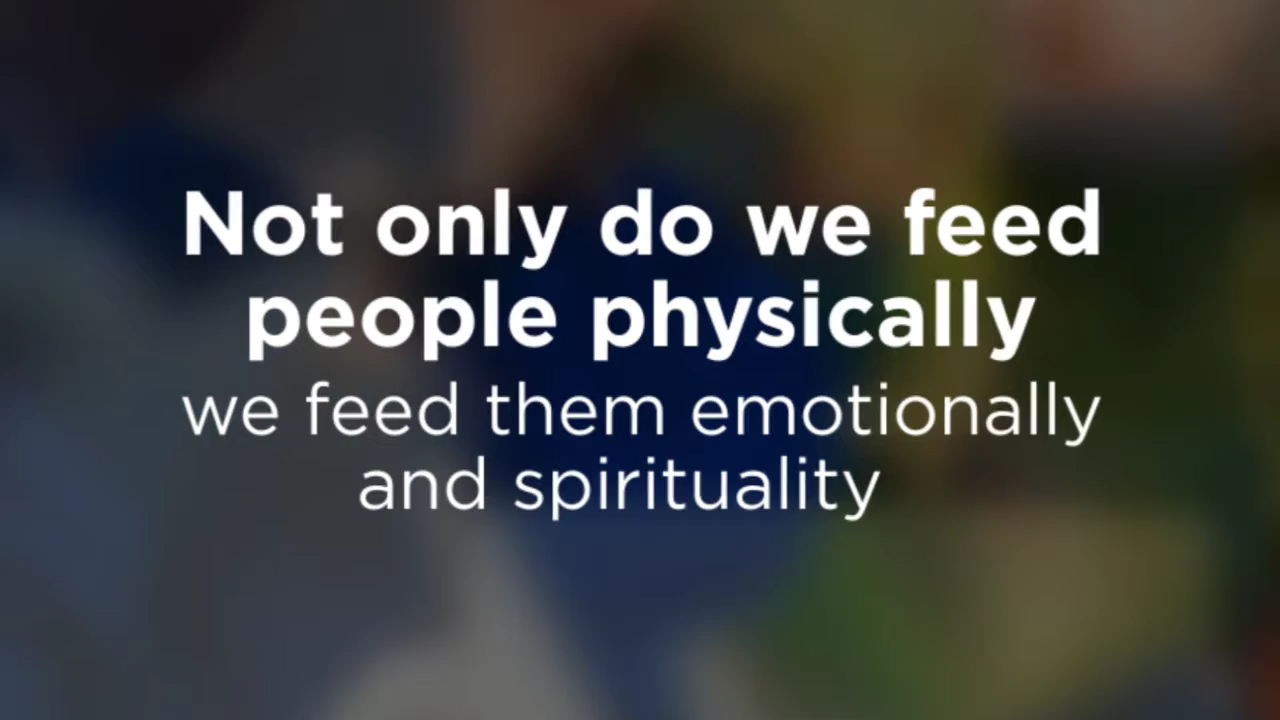 Not only do we feed
people physically
we feed them emotionally
and spirituality